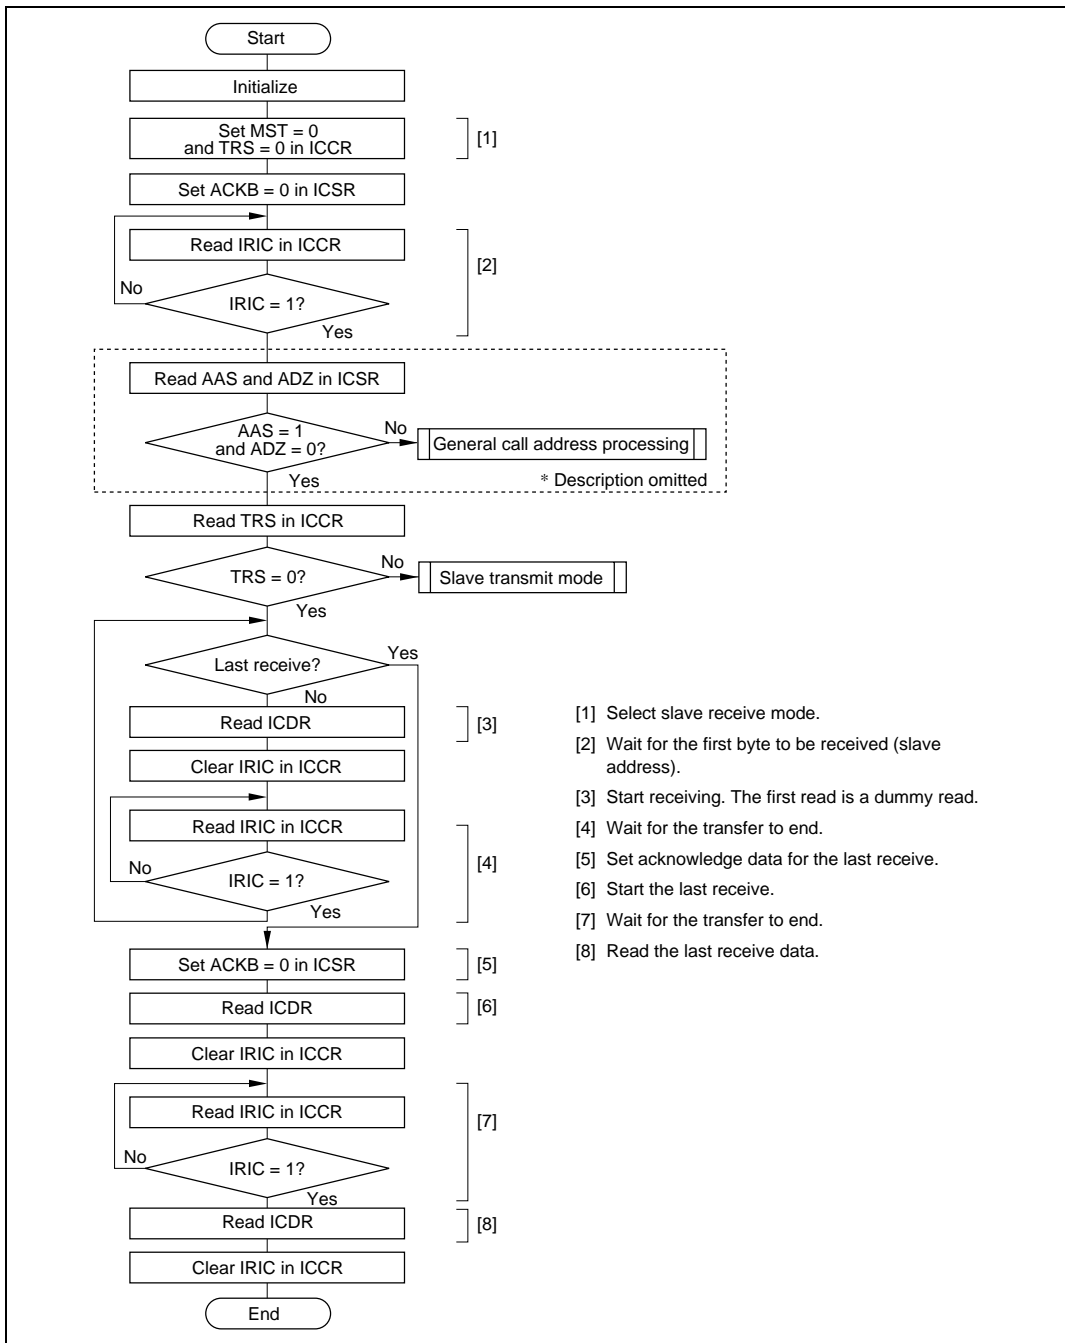 Start
Initialize
Set MST = 0
and TRS = 0 in ICCR
[1]
Set ACKB = 0 in ICSR
Read IRIC in ICCR
[2]
No
IRIC = 1?
Yes
Read AAS and ADZ in ICSR
AAS = 1
and ADZ = 0?
No
General call address processing
Yes
* Description omitted
Read TRS in ICCR
TRS = 0?
No
Slave transmit mode
Yes
Last receive?
Yes
No
Read ICDR
[3]
Clear IRIC in ICCR
Read IRIC in ICCR
[4]
No
IRIC = 1?
Yes
Set ACKB = 0 in ICSR
[5]
Read ICDR
[6]
Clear IRIC in ICCR
Read IRIC in ICCR
[7]
No
IRIC = 1?
Yes
Read ICDR
[8]
Clear IRIC in ICCR
End
[1] Select slave receive mode.
[2] Wait for the first byte to be received (slave
address).
[3] Start receiving. The first read is a dummy read.
[4] Wait for the transfer to end.
[5] Set acknowledge data for the last receive.
[6] Start the last receive.
[7] Wait for the transfer to end.
[8] Read the last receive data.